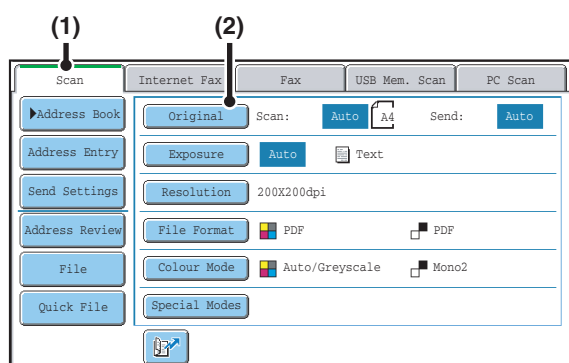 (1) (2)
Scan Internet Fax Fax USB Mem. Scan PC Scan
Address Book Original Scan: Auto A4 Send: Auto
Address Entry Exposure Auto Text
Send Settings Resolution 200X200dpi
Address Review File Format PDF PDF
File Colour Mode Auto/Greyscale Mono2
Quick File Special Modes